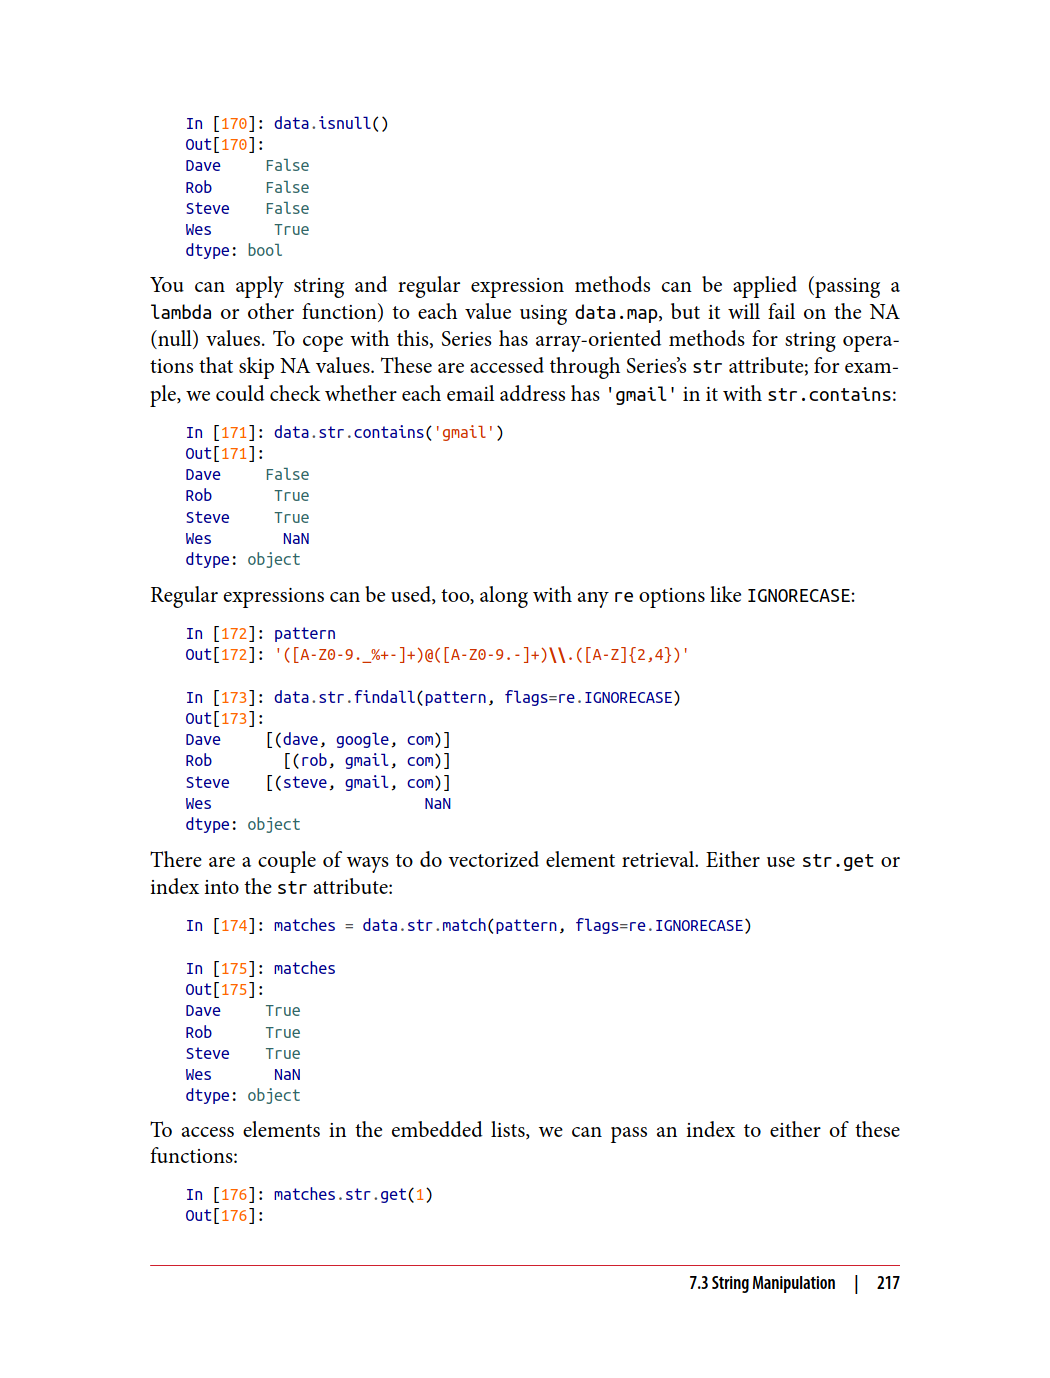 In [170]: data.isnull()
Out[170]:
Dave     False
Rob      False
Steve    False
Wes       True
dtype: bool
You can apply string and regular expression methods can be applied (passing a
lambda or other function) to each value using data.map, but it will fail on the NA
(null) values. To cope with this, Series has array-oriented methods for string opera-
tions that skip NA values. These are accessed through Series’s str attribute; for exam-
ple, we could check whether each email address has 'gmail' in it with str.contains:
In [171]: data.str.contains('gmail')
Out[171]:
Dave     False
Rob       True
Steve     True
Wes        NaN
dtype: object
Regular expressions can be used, too, along with any re options like IGNORECASE:
In [172]: pattern
Out[172]: '([A-Z0-9._%+-]+)@([A-Z0-9.-]+)\\.([A-Z]{2,4})'
In [173]: data.str.findall(pattern, flags=re.IGNORECASE)
Out[173]:
Dave     [(dave, google, com)]
Rob        [(rob, gmail, com)]
Steve    [(steve, gmail, com)]
Wes                        NaN
dtype: object
There are a couple of ways to do vectorized element retrieval. Either use str.get or
index into the str attribute:
In [174]: matches = data.str.match(pattern, flags=re.IGNORECASE)
In [175]: matches
Out[175]:
Dave     True
Rob      True
Steve    True
Wes       NaN
dtype: object
To access elements in the embedded lists, we can pass an index to either of these
functions:
In [176]: matches.str.get(1)
Out[176]:
7.3 String Manipulation | 217